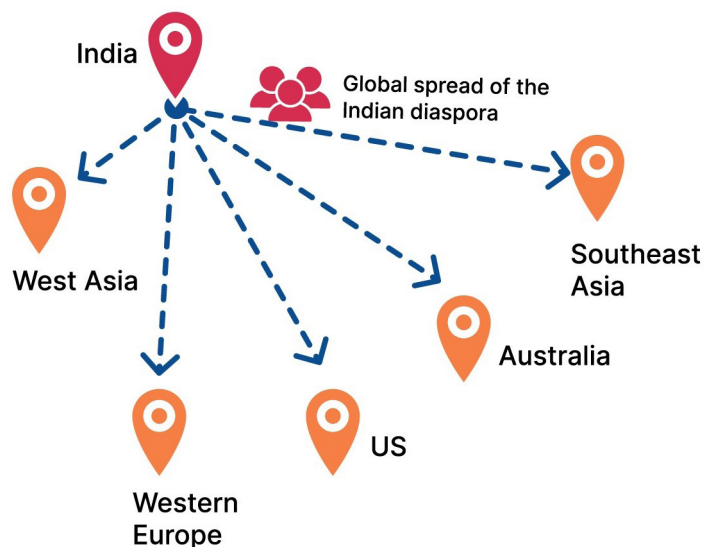 India
Global spread of the
Indian diaspora
West Asia
Southeast
Asia
Australia
US
Western
Europe